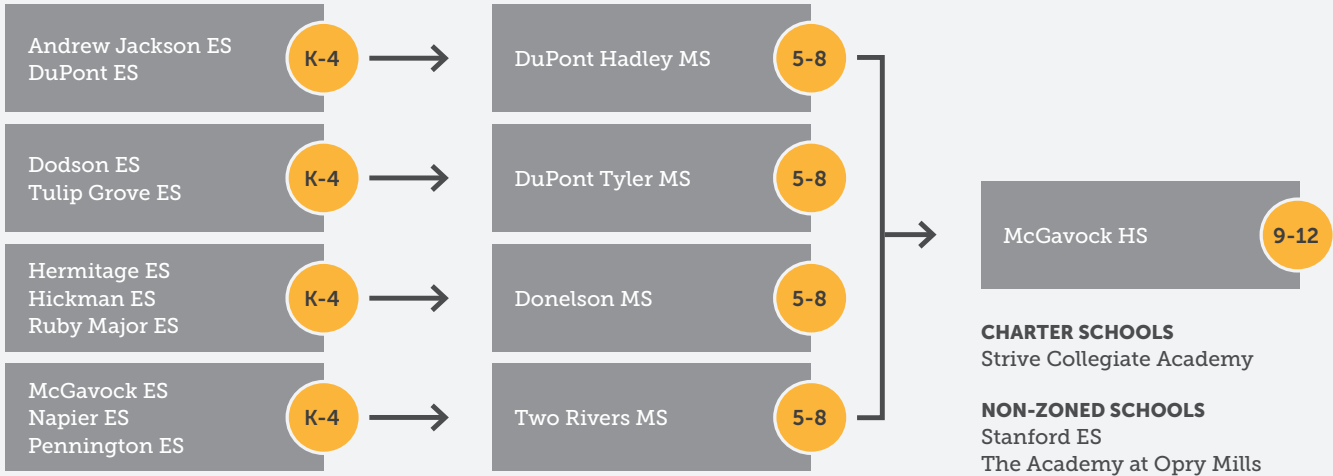 Andrew Jackson ES
DuPont ES
K-4
DuPont Hadley MS
5-8
Dodson ES
Tulip Grove ES
K-4
DuPont Tyler MS
5-8
Hermitage ES
Hickman ES
Ruby Major ES
K-4
Donelson MS
5-8
McGavock ES
Napier ES
Pennington ES
K-4
Two Rivers MS
5-8
McGavock HS
9-12
CHARTER SCHOOLS
Strive Collegiate Academy
NON-ZONED SCHOOLS
Stanford ES
The Academy at Opry Mills